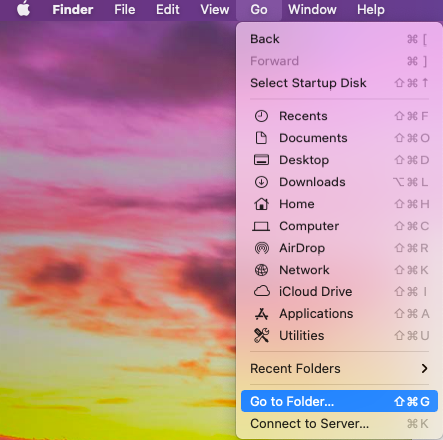 Finder File Edit View Go Window Help
Back ⌘ [
Forward ⌘ ]
Select Startup Disk ⇧⌘↑
Recents ⇧⌘F
Documents ⇧⌘O
Desktop ⇧⌘D
Downloads ⌥⌘L
Home ⇧⌘H
Computer ⇧⌘C
AirDrop ⇧⌘R
Network ⇧⌘K
iCloud Drive ⇧⌘I
Applications ⇧⌘A
Utilities ⇧⌘U
Recent Folders >
Go to Folder... ⇧⌘G
Connect to Server... ⌘K